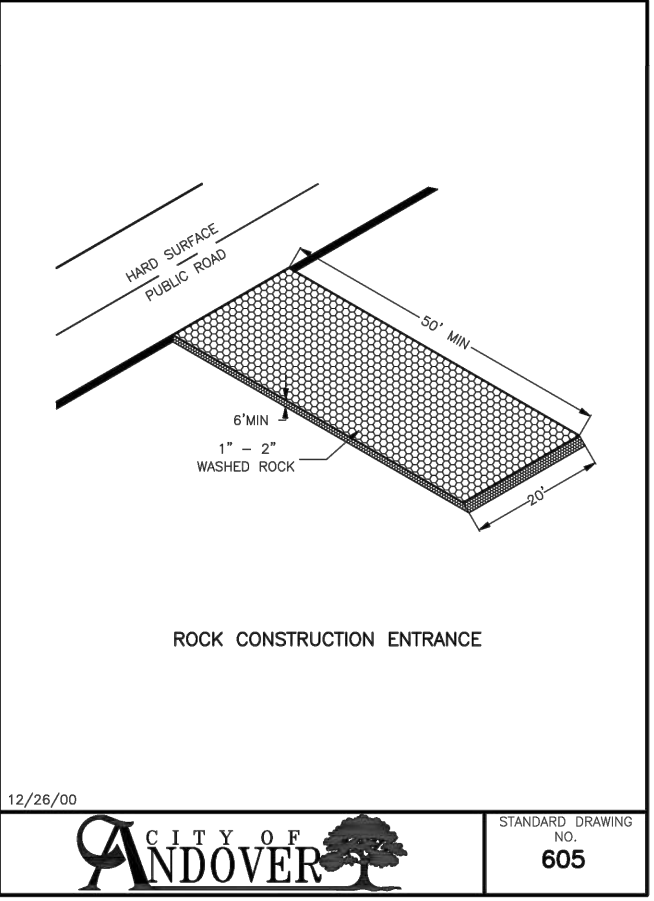 HARD SURFACE
PUBLIC ROAD
50' MIN
6'MIN
1" – 2"
WASHED ROCK
20'
ROCK CONSTRUCTION ENTRANCE
12/26/00
CITY OF
ANDOVER
STANDARD DRAWING
NO.
605